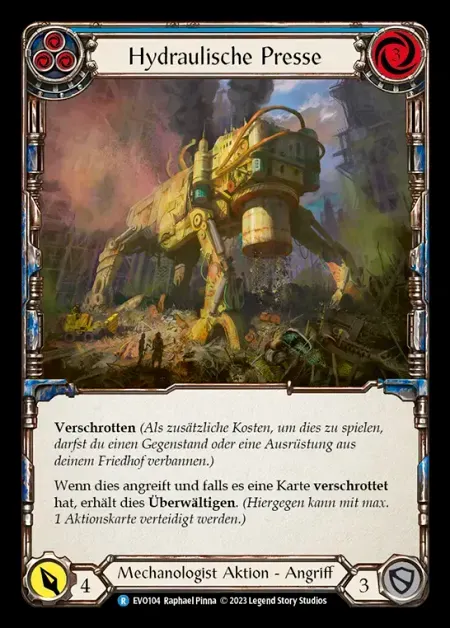 Hydraulische Presse
3
Verschrotten (Als zusätzliche Kosten, um dies zu spielen,
darfst du einen Gegenstand oder eine Ausrüstung aus
deinem Friedhof verbannen.)
Wenn dies angreift und falls es eine Karte verschrottet
hat, erhält dies Überwältigen. (Hiergegen kann mit max.
1 Aktionskarte verteidigt werden.)
4 Mechanologist Aktion - Angriff 3
R EVO104 Raphael Pinna © 2023 Legend Story Studios